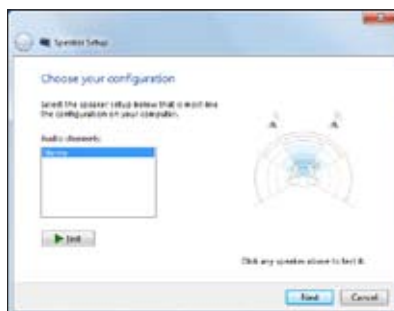 Speaker Setup
Choose your configuration
Select the speaker setup below that is most like
the configuration on your computer.
Audio channels:
Stereo
Test
Click any speaker above to test it.
Next
Cancel